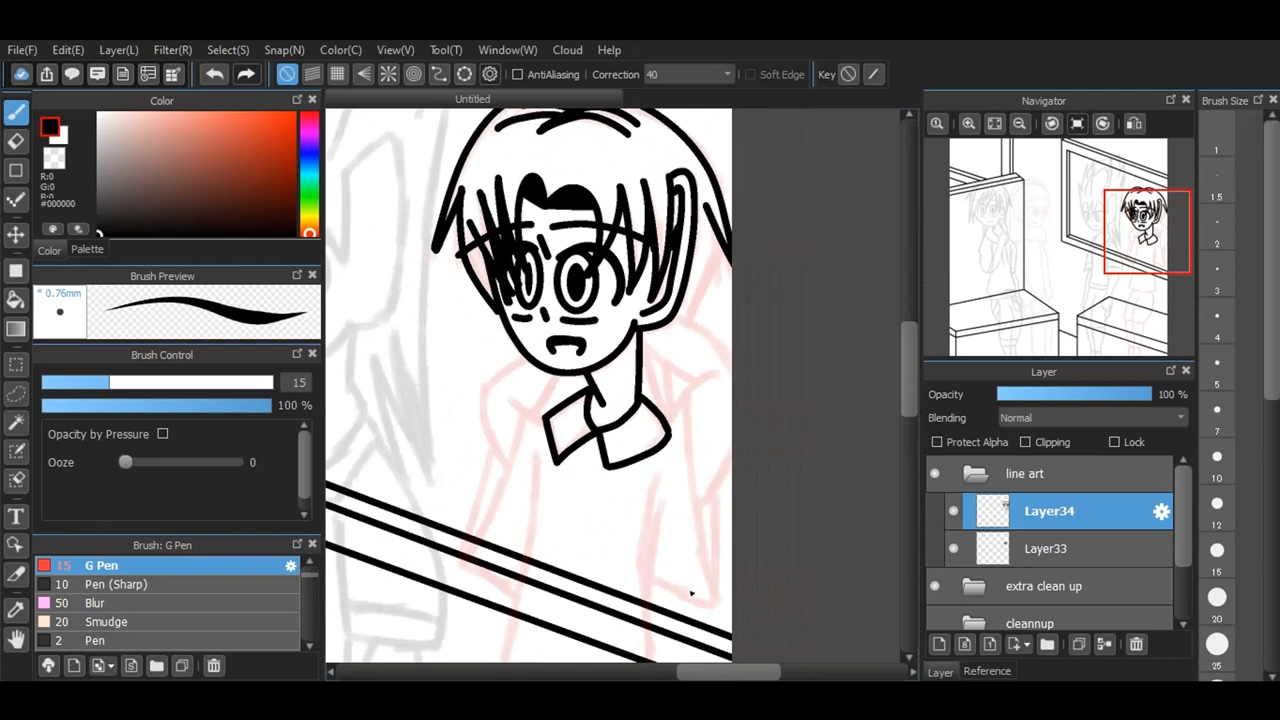 File(F) Edit(E) Layer(L) Filter(R) Select(S) Snap(N) Color(C) View(V) Tool(T) Window(W) Cloud Help
AntiAliasing Correction 40 Soft Edge Key
Color
Untitled
Navigator
Brush Size
R:0
G:0
#000000
Color Palette
Brush Preview
* 0.76mm
Brush Control
15
100 %
Opacity by Pressure
Ooze 0
Brush: G Pen
15 G Pen
10 Pen (Sharp)
50 Blur
50 Smudge
2 Pen
Layer
Opacity 100 %
Blending Normal
Protect Alpha Clipping Lock
line art
Layer34
Layer33
extra clean up
cleannup
Layer Reference
1
1.5
2
3
4
5
7
10
12
15
20
25